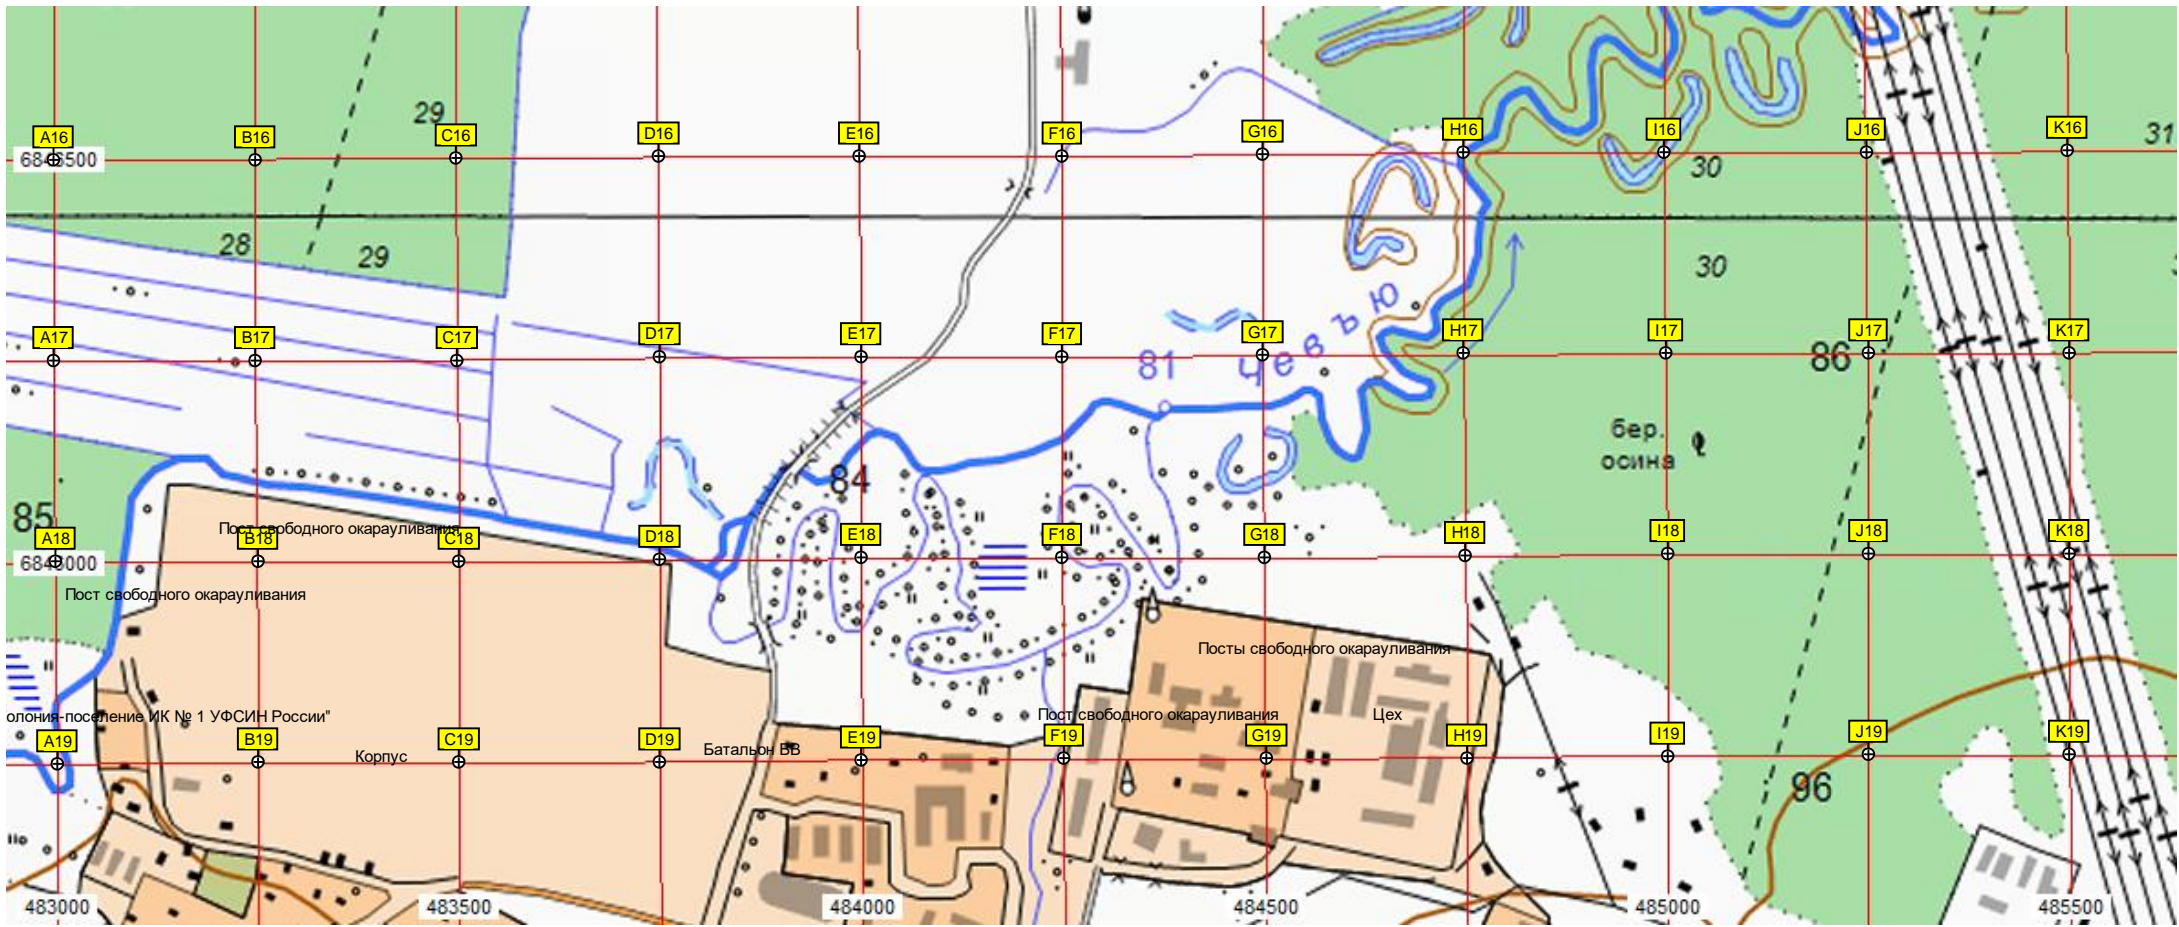 29
A16 B16 C16 D16 E16 F16 G16 H16 I16 J16 K16
31
30
28
29
30
Чевъю
81
A17 B17 C17 D17 E17 F17 G17 H17 I17 J17 K17
86
бер.
осина
84
85
Пост свободного окарауливания
A18 B18 C18 D18 E18 F18 G18 H18 I18 J18 K18
Пост свободного окарауливания
Посты свободного окарауливания
олония-поселение ИК № 1 УФСИН России"
Пост свободного окарауливания
Цех
A19 B19 C19 D19 E19 F19 G19 H19 I19 J19 K19
Корпус
Батальон ВВ
96
483000 483500 484000 484500 485000 485500